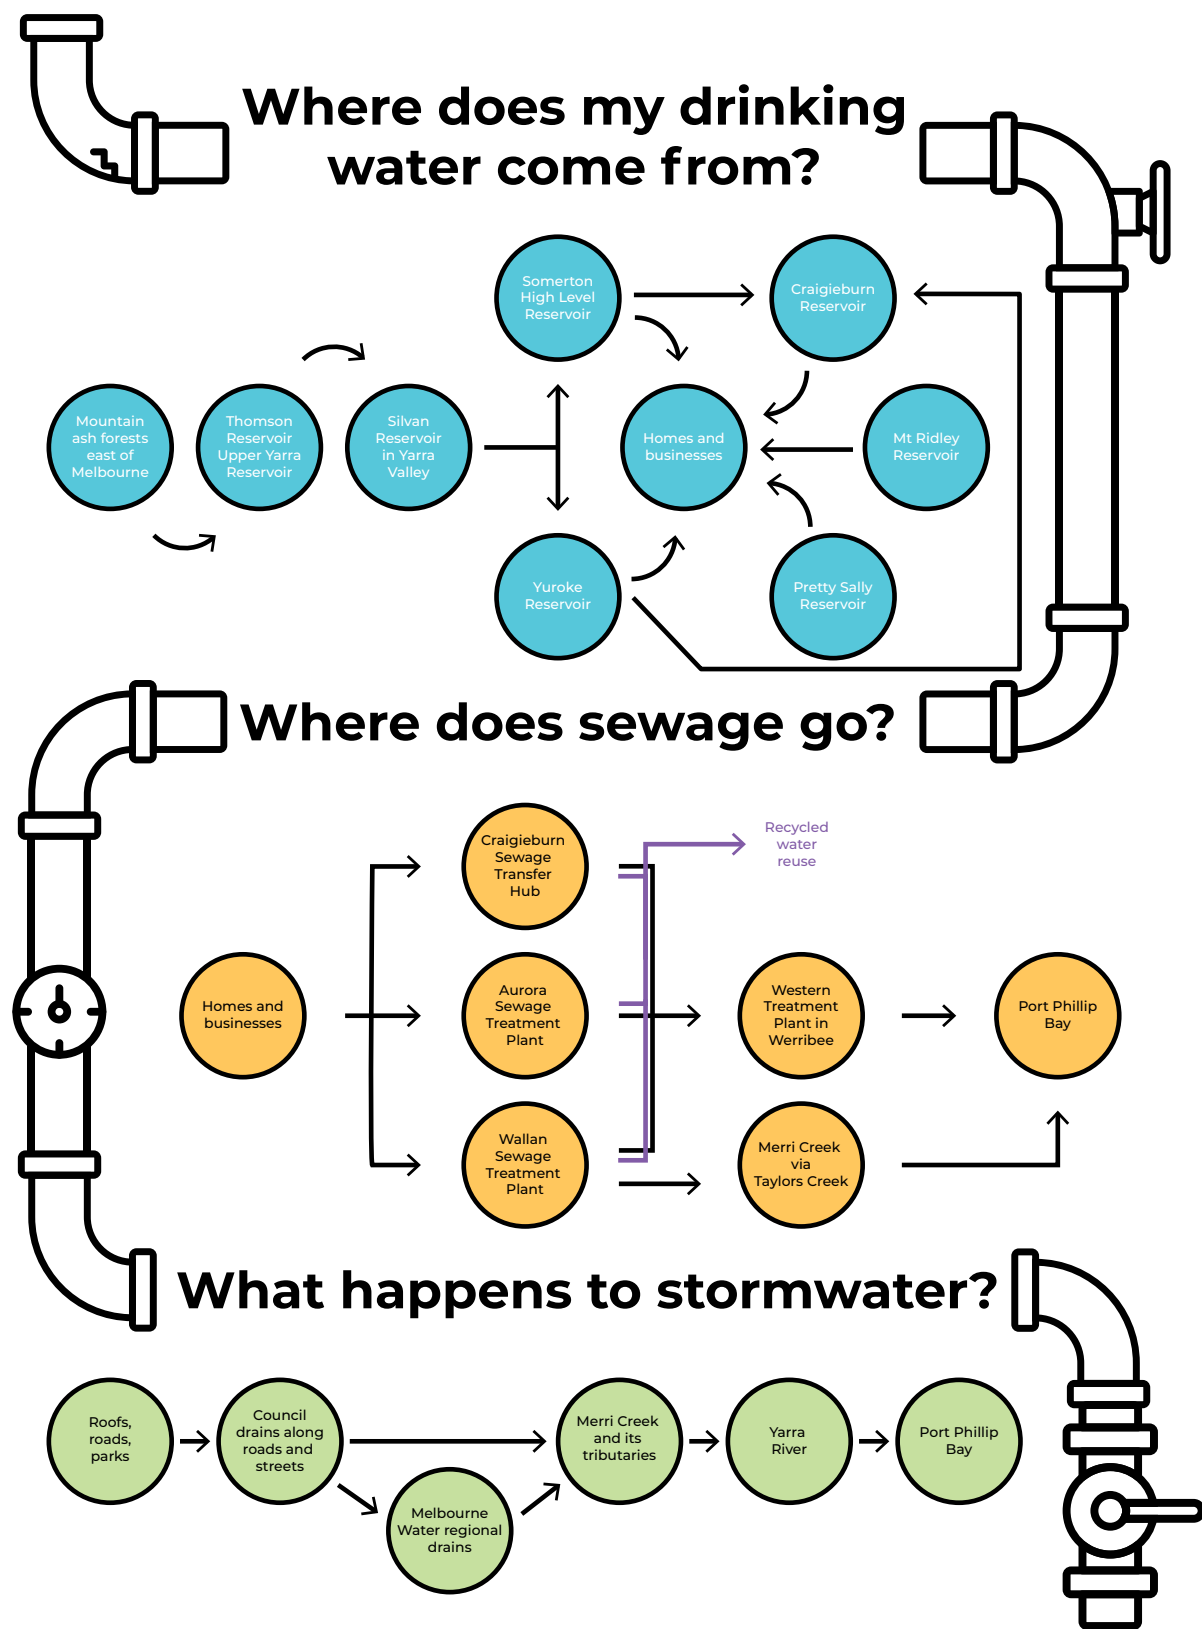 Where does my drinking
water come from?
Somerton
High Level
Reservoir
Craigieburn
Reservoir
Mountain
ash forests
east of
Melbourne
Thomson
Reservoir
Upper Yarra
Reservoir
Silvan
Reservoir
in Yarra
Valley
Homes and
businesses
Mt Ridley
Reservoir
Yuroke
Reservoir
Pretty Sally
Reservoir
Where does sewage go?
Craigieburn
Sewage
Transfer
Hub
Recycled
water
reuse
Homes and
businesses
Aurora
Sewage
Treatment
Plant
Western
Treatment
Plant in
Werribee
Port Phillip
Bay
Wallan
Sewage
Treatment
Plant
Merri Creek
via
Taylors Creek
What happens to stormwater?
Roofs,
roads,
parks
Council
drains along
roads and
streets
Melbourne
Water regional
drains
Merri Creek
and its
tributaries
Yarra
River
Port Phillip
Bay